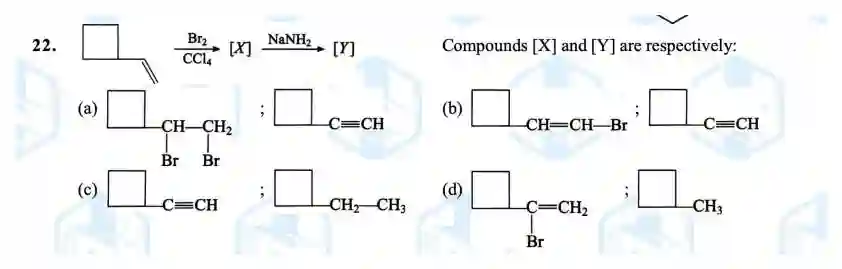 22. Br₂ CCl₄ [X] NaNH₂ [Y] Compounds [X] and [Y] are respectively:
(a) CH—CH₂ Br Br ; C≡CH (b) CH=CH—Br ; C≡CH
(c) C≡CH ; CH₂—CH₃ (d) C=CH₂ Br ; CH₃